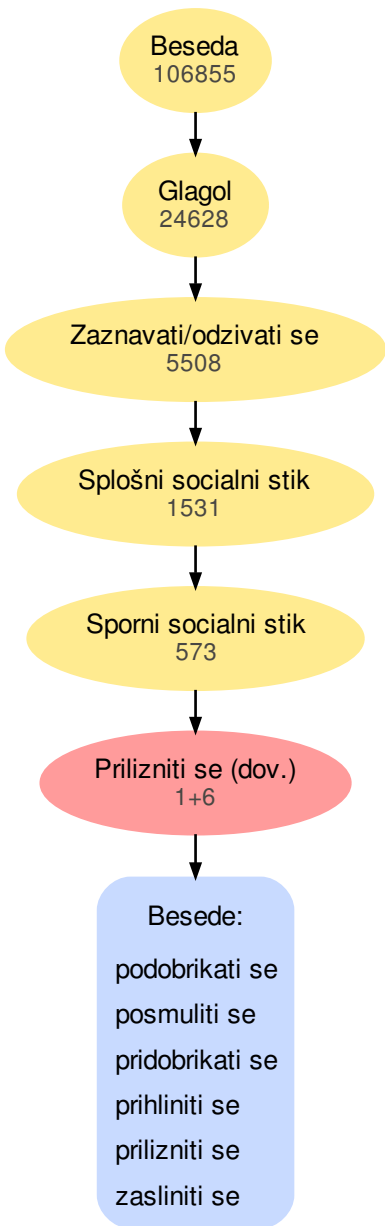 Beseda
106855
Glagol
24628
Zaznavati/odzivati se
5508
Splošni socialni stik
1531
Sporni socialni stik
573
Prilizniti se (dov.)
1+6
Besede:
podobrikati se
posmuliti se
pridobrikati se
prihliniti se
prilizniti se
zasliniti se